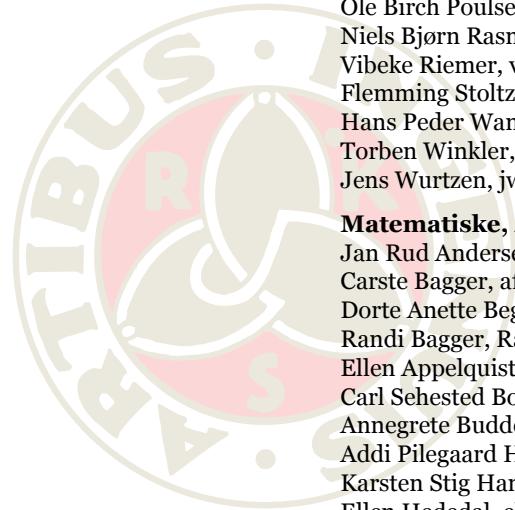 Ole Birch Poulse
Niels Bjørn Rasn
Vibeke Riemer, v
Flemming Stoltz
Hans Peder Wan
Torben Winkler,
Jens Wurtzen, jw
Matematiske,
Jan Rud Anderse
Carste Bagger, af
Dorte Anette Beg
Randi Bagger, Ra
Ellen Appelquist
Carl Sehested Bo
Annegrete Budde
Addi Pilegaard H
Karsten Stig Han
ARTIBUS
R K S